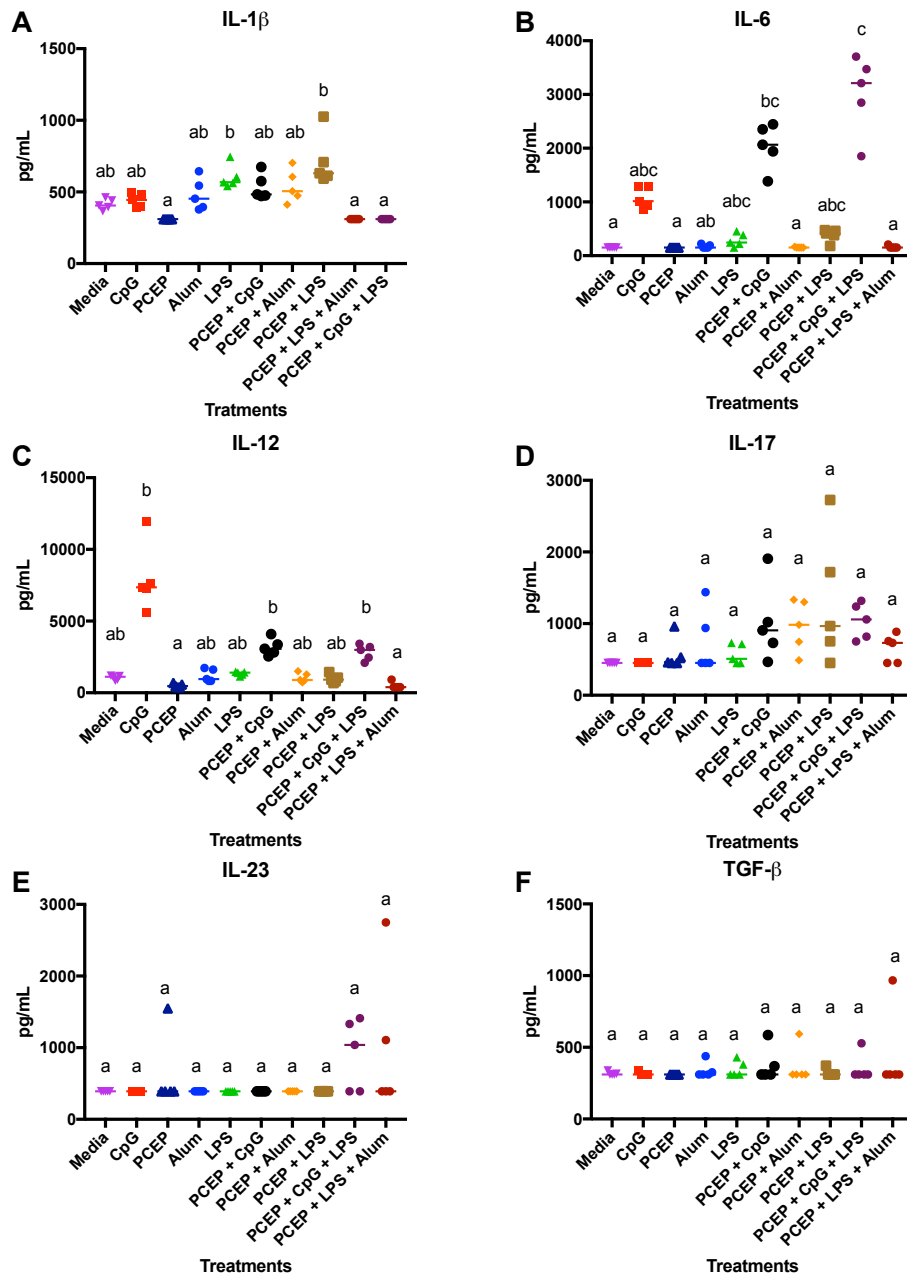 A
IL-1β
pg/mL
1500
1000
500
0
ab
ab
a
ab
b
ab
ab
b
a
a
Media
CpG
PCEP
Alum
LPS
PCEP + CpG
PCEP + Alum
PCEP + LPS
PCEP + LPS + Alum
PCEP + CpG + LPS
Tratments
B
IL-6
pg/mL
4000
3000
2000
1000
0
a
abc
a
ab
abc
bc
a
abc
c
a
Media
CpG
PCEP
Alum
LPS
PCEP + CpG
PCEP + Alum
PCEP + LPS
PCEP + CpG + LPS
PCEP + LPS + Alum
Treatments
C
IL-12
pg/mL
15000
10000
5000
0
ab
b
a
ab
ab
b
ab
ab
b
a
Media
CpG
PCEP
Alum
LPS
PCEP + CpG
PCEP + Alum
PCEP + LPS
PCEP + CpG + LPS
PCEP + LPS + Alum
Treatments
D
IL-17
pg/mL
3000
2000
1000
0
a
a
a
a
a
a
a
a
a
a
Media
CpG
PCEP
Alum
LPS
PCEP + CpG
PCEP + Alum
PCEP + LPS
PCEP + CpG + LPS
PCEP + LPS + Alum
Treatments
E
IL-23
pg/mL
3000
2000
1000
0
a
a
a
a
a
a
a
a
a
a
Media
CpG
PCEP
Alum
LPS
PCEP + CpG
PCEP + Alum
PCEP + LPS
PCEP + CpG + LPS
PCEP + LPS + Alum
Treatments
F
TGF-β
pg/mL
1500
1000
500
0
a
a
a
a
a
a
a
a
a
a
Media
CpG
PCEP
Alum
LPS
PCEP + CpG
PCEP + Alum
PCEP + LPS
PCEP + CpG + LPS
PCEP + LPS + Alum
Treatments